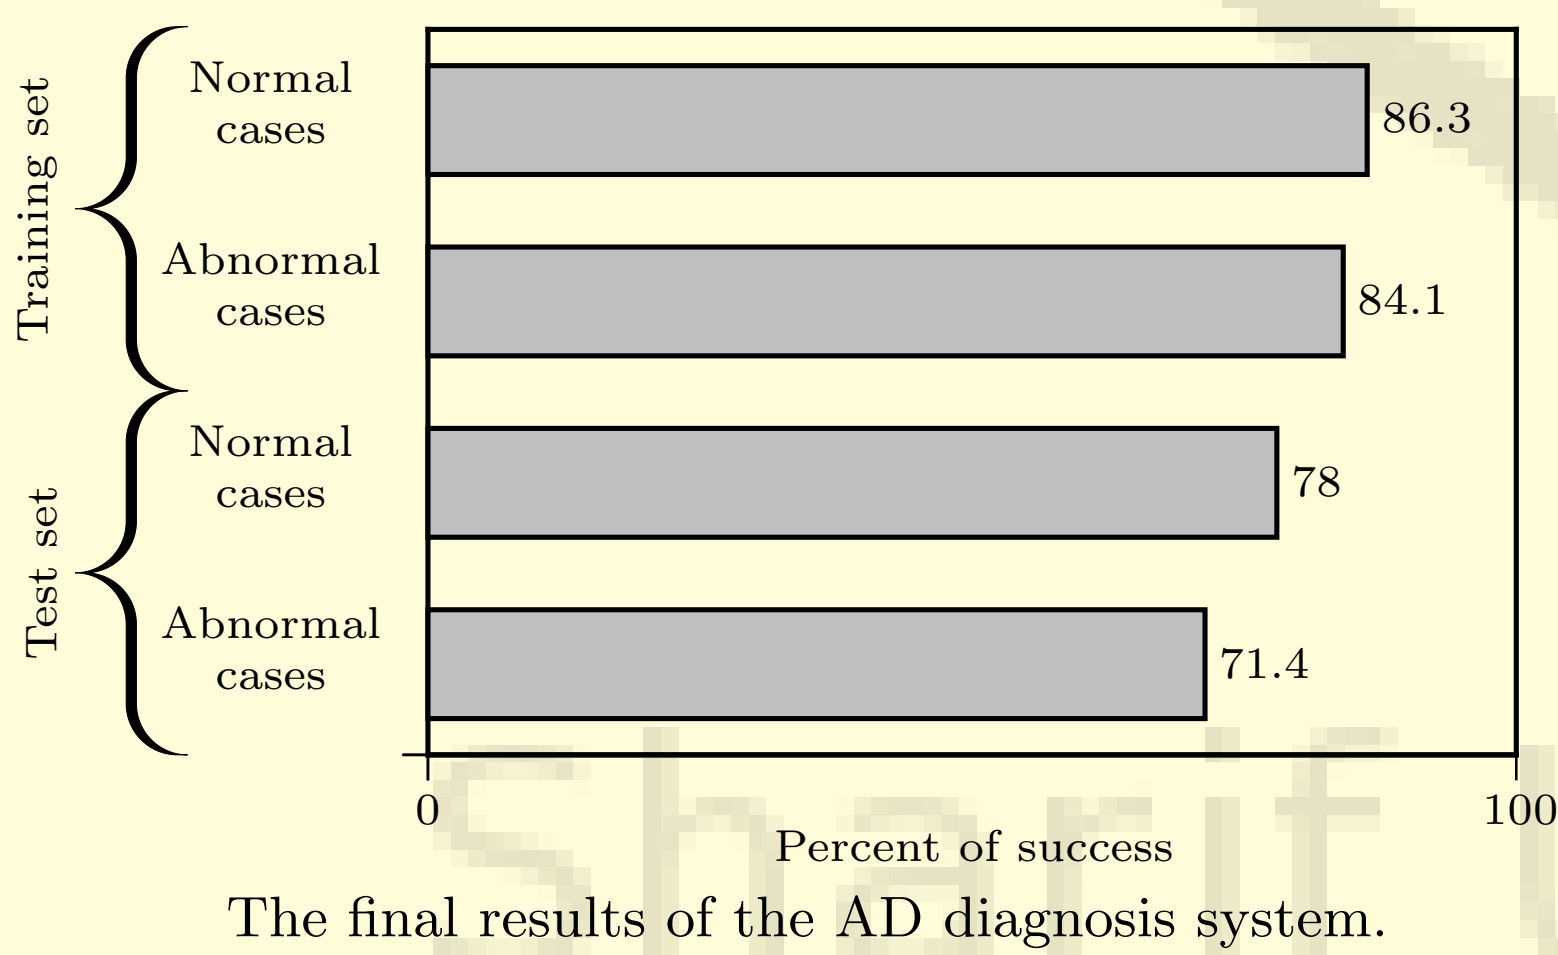 Training set
Normal
cases
86.3
Abnormal
cases
84.1
Test set
Normal
cases
78
Abnormal
cases
71.4
0
100
Percent of success
The final results of the AD diagnosis system.
Sharif